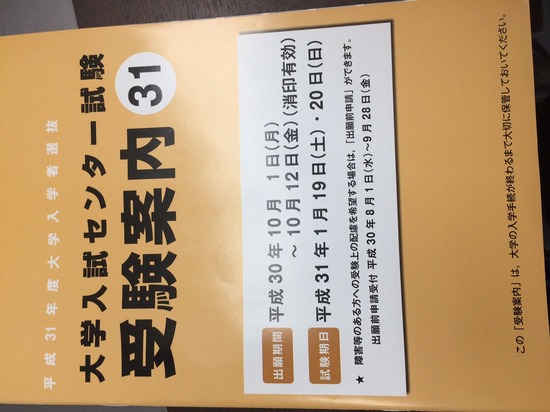 平成31年度大学入学者選抜
大学入試センター試験
受験案内 31
出願期間 平成30年10月 1日(月)
～10月12日(金)(消印有効)
試験期日 平成31年1月19日(土)・20日(日)
★ 障害等のある方への受験上の配慮を希望する場合は、「出願前申請」ができます。
出願前申請受付 平成30年8月1日(水)～9月28日(金)
この「受験案内」は、大学の入学手続が終わるまで大切に保管しておいてください。